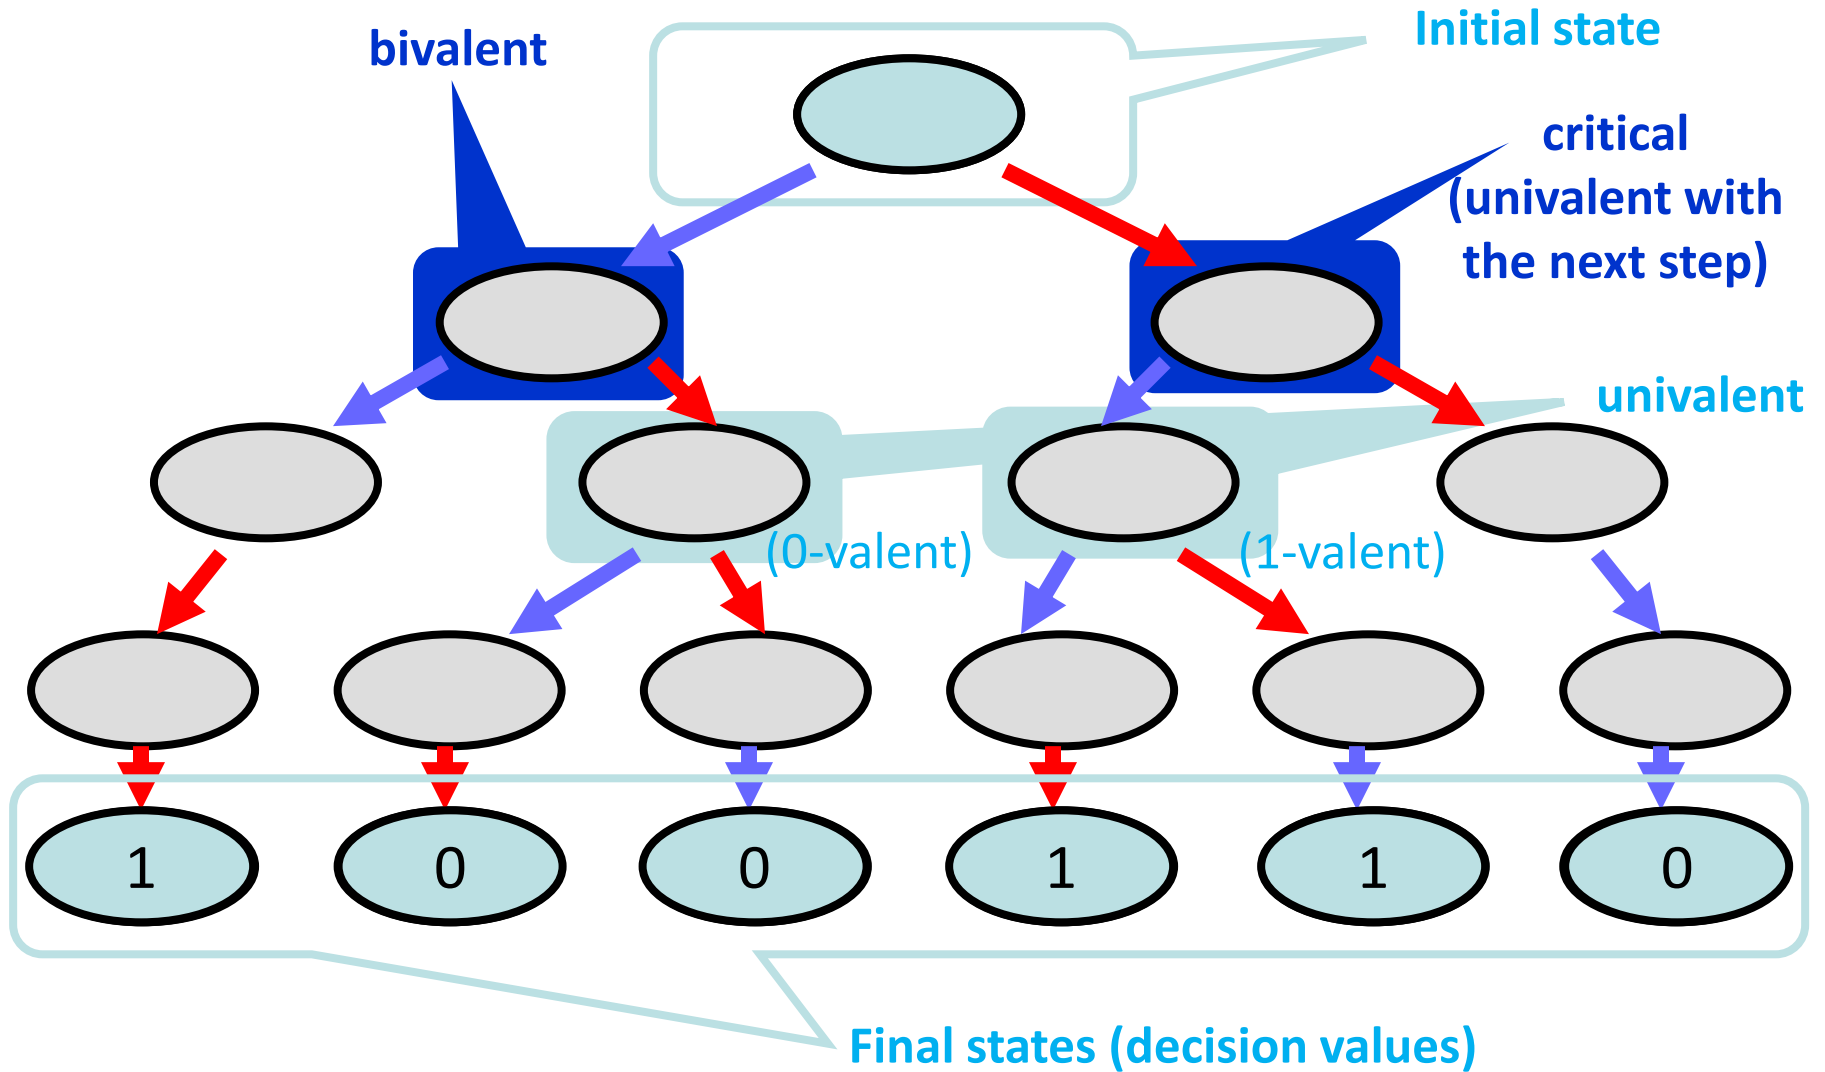 Initial state
bivalent
critical
(univalent with
the next step)
univalent
(0-valent)
(1-valent)
1
0
0
1
1
0
Final states (decision values)